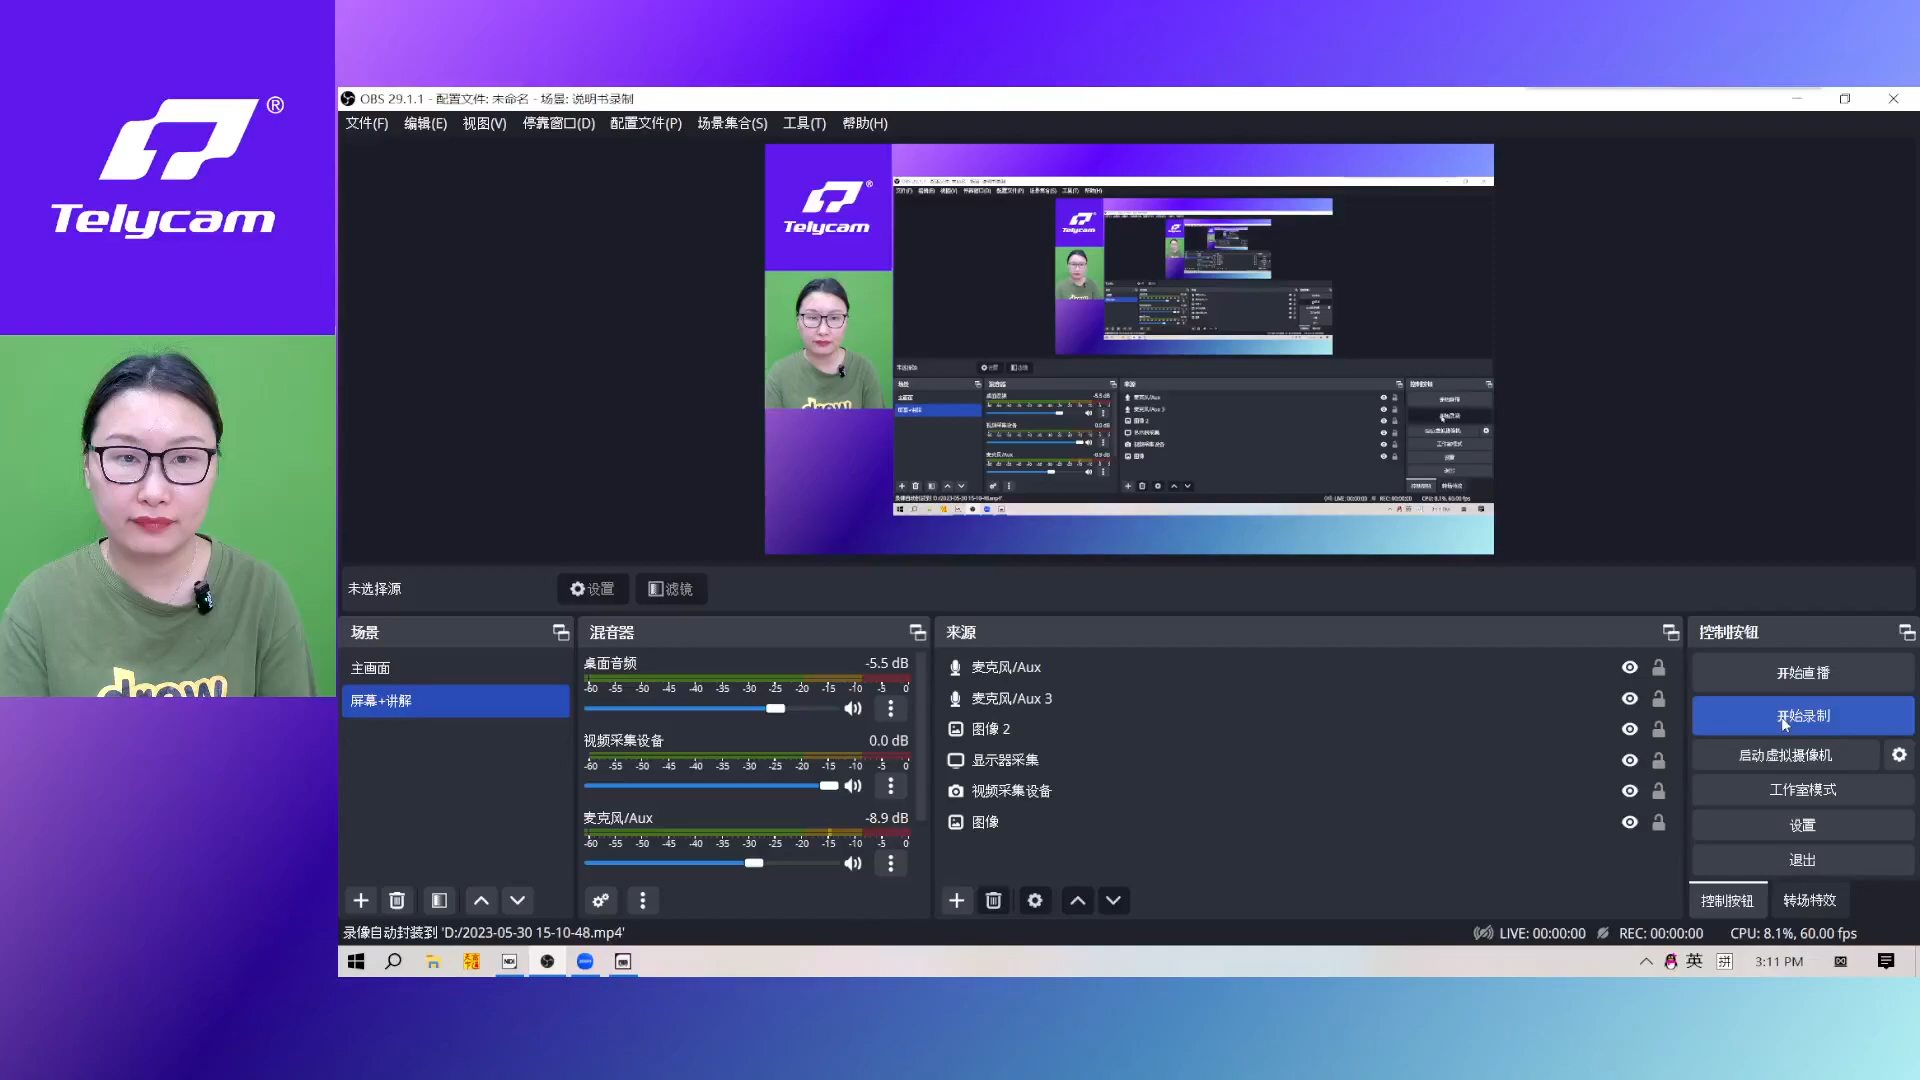 Telycam®
drow
OBS 29.1.1 - 配置文件: 未命名 - 场景: 说明书录制
文件(F) 编辑(E) 视图(V) 停靠窗口(D) 配置文件(P) 场景集合(S) 工具(T) 帮助(H)
Telycam®
Telycam
未选择源 设置 滤镜
场景
主画面
屏幕+讲解
混音器
桌面音频 -5.5 dB
-60 -55 -50 -45 -40 -35 -30 -25 -20 -15 -10 -5 0
视频采集设备 0.0 dB
-60 -55 -50 -45 -40 -35 -30 -25 -20 -15 -10 -5 0
麦克风/Aux -8.9 dB
-60 -55 -50 -45 -40 -35 -30 -25 -20 -15 -10 -5 0
来源
麦克风/Aux
麦克风/Aux 3
图像 2
显示器采集
视频采集设备
图像
控制按钮
开始直播
开始录制
启动虚拟摄像机
工作室模式
设置
退出
控制按钮 转场特效
录像自动封装到 'D:/2023-05-30 15-10-48.mp4' LIVE: 00:00:00 REC: 00:00:00 CPU: 8.1%, 60.00 fps
英 拼 3:11 PM